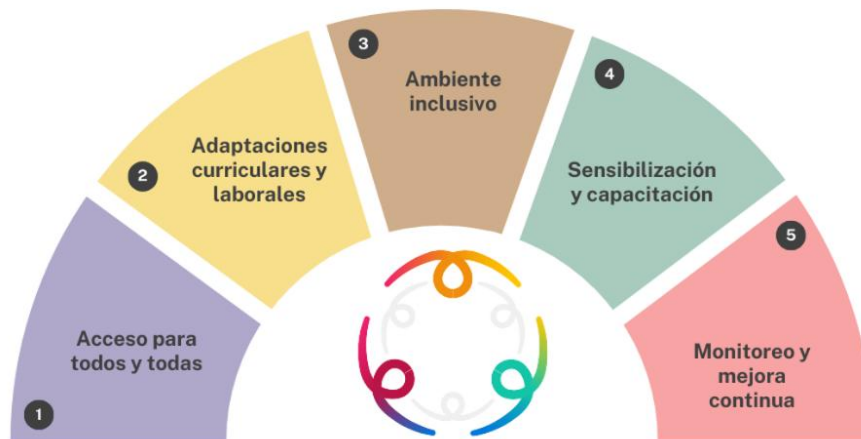 1
Acceso para
todos y todas
2
Adaptaciones
curriculares y
laborales
3
Ambiente
inclusivo
4
Sensibilización
y capacitación
5
Monitoreo y
mejora
continua